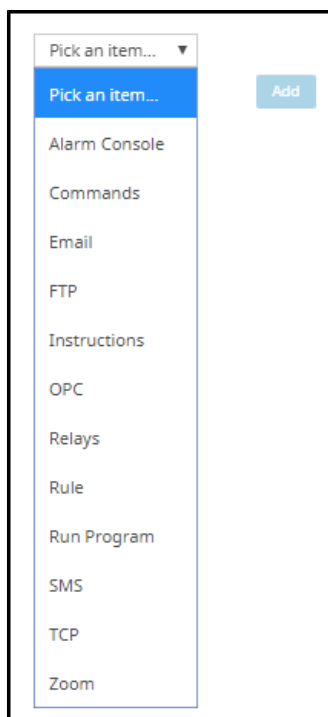 Pick an item...
Pick an item...
Add
Alarm Console
Commands
Email
FTP
Instructions
OPC
Relays
Rule
Run Program
SMS
TCP
Zoom